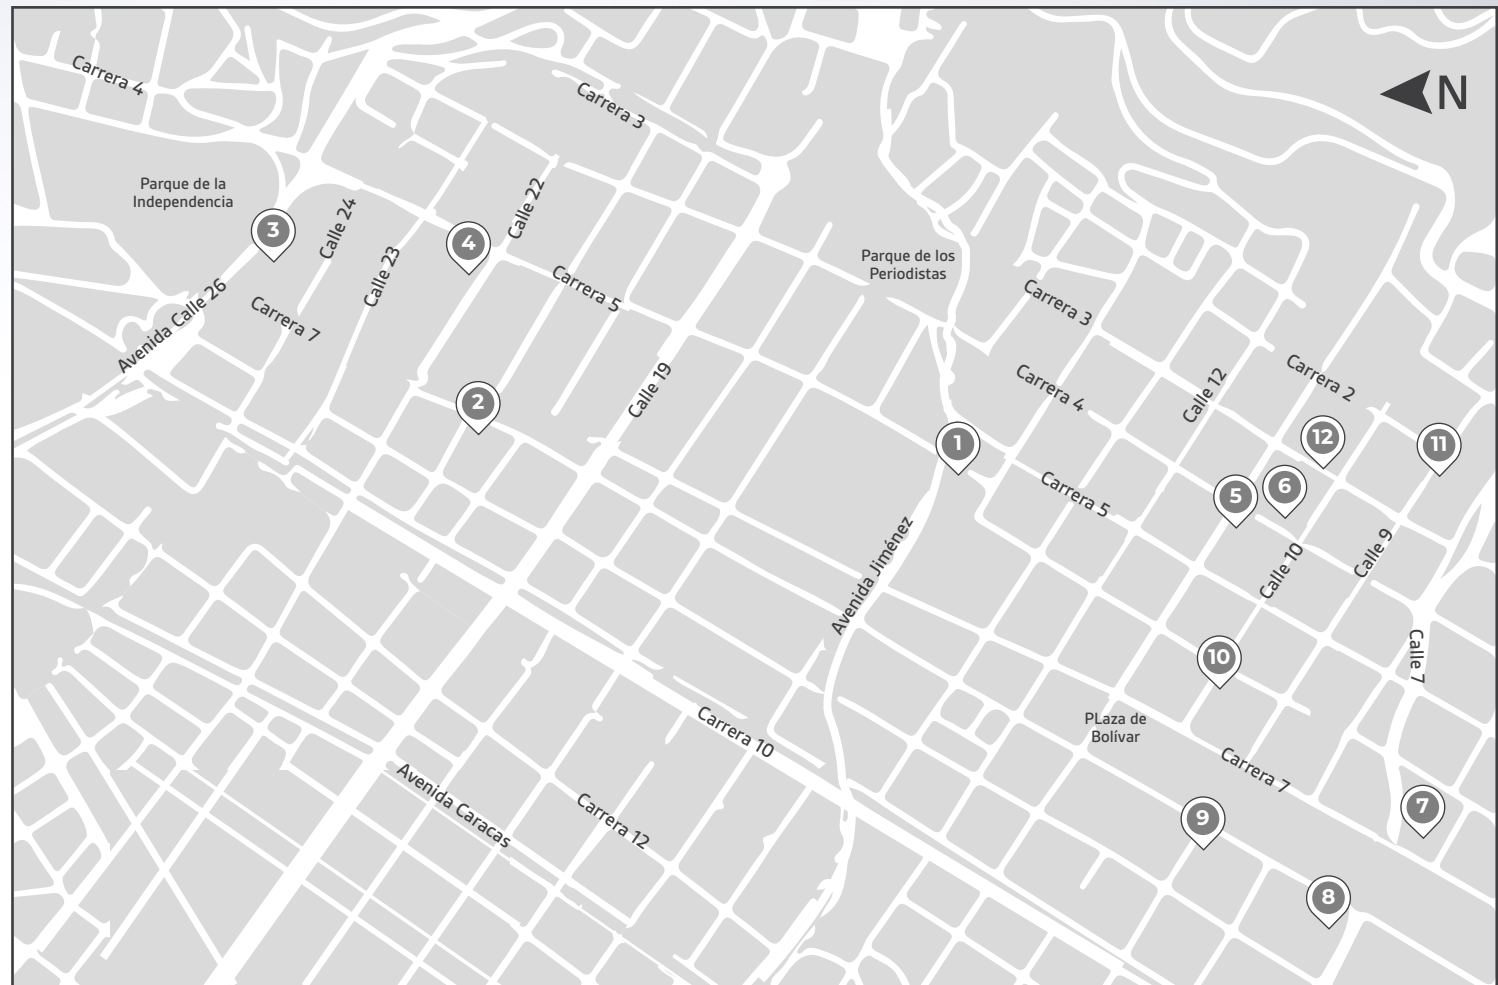 Carrera 4
Carrera 3
N
Parque de la
Independencia
3
Calle 24
Calle 22
4
Calle 23
Carrera 5
Parque de los
Periodistas
Carrera 3
Avenida Calle 26
Carrera 7
2
Calle 19
Carrera 4
Calle 12
Carrera 2
1
12
11
5
6
Carrera 5
Calle 10
Calle 9
Avenida Jiménez
10
Calle 7
PLaza de
Bolívar
Carrera 10
Carrera 7
Avenida Caracas
Carrera 12
9
7
8